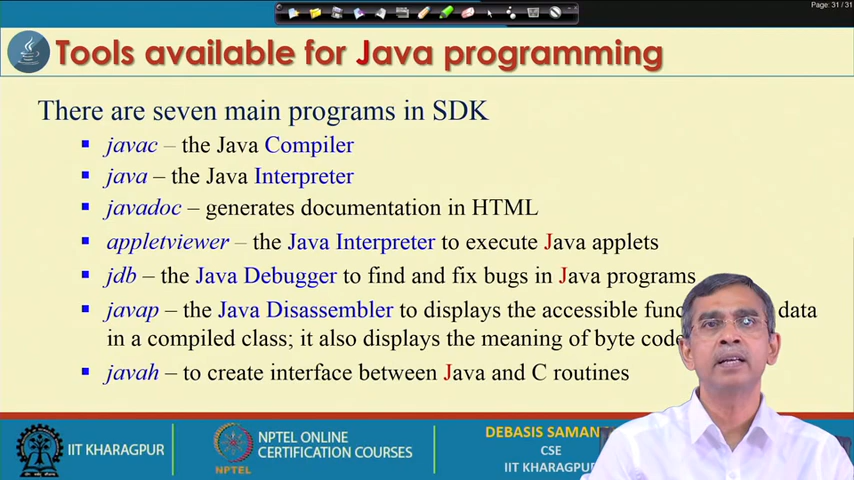 Page: 31 / 31
Tools available for Java programming
There are seven main programs in SDK
javac – the Java Compiler
java – the Java Interpreter
javadoc – generates documentation in HTML
appletviewer – the Java Interpreter to execute Java applets
jdb – the Java Debugger to find and fix bugs in Java programs
javap – the Java Disassembler to displays the accessible data
in a compiled class; it also displays the meaning of byte
javah – to create interface between Java and C routines
IIT KHARAGPUR
NPTEL
NPTEL ONLINE
CERTIFICATION COURSES
DEBASIS
CSE
IIT KHARAGPUR